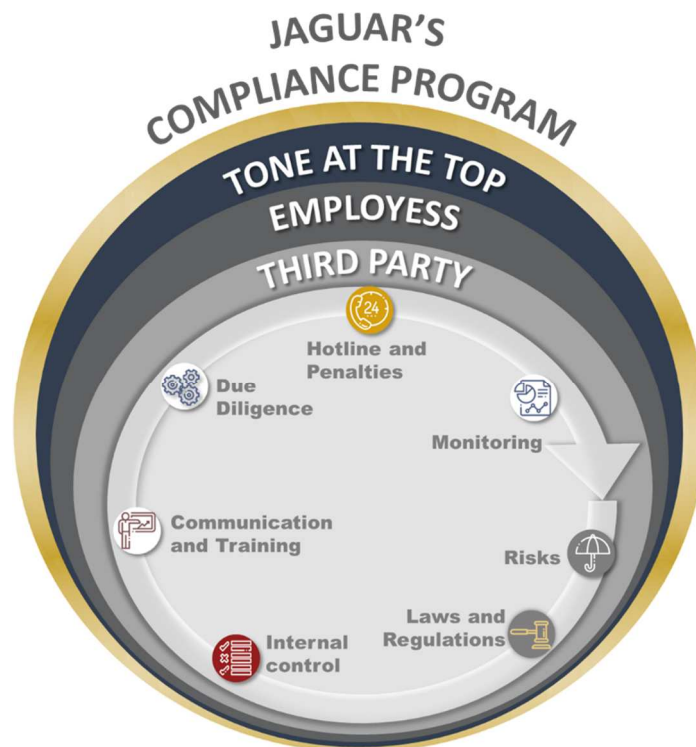 JAGUAR'S
COMPLIANCE PROGRAM
TONE AT THE TOP
EMPLOYESS
THIRD PARTY
24
Hotline and
Penalties
Due
Diligence
Monitoring
Communication
and Training
Risks
Laws and
Regulations
Internal
control